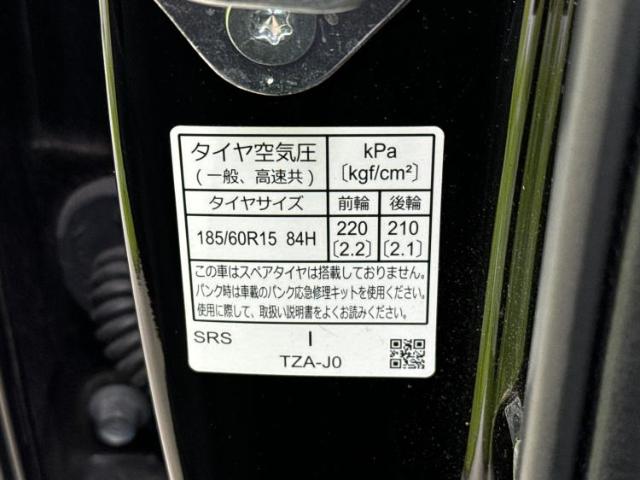 タイヤ空気圧 kPa
(一般、高速共) 〔kgf/cm²〕
タイヤサイズ 前輪 後輪
185/60R15 84H 220 210
〔2.2〕 〔2.1〕
この車はスペアタイヤは搭載しておりません。
パンク時は車載のパンク応急修理キットを使用ください。
使用に際して、取扱い説明書をよくお読みください。
SRS I
TZA-J0